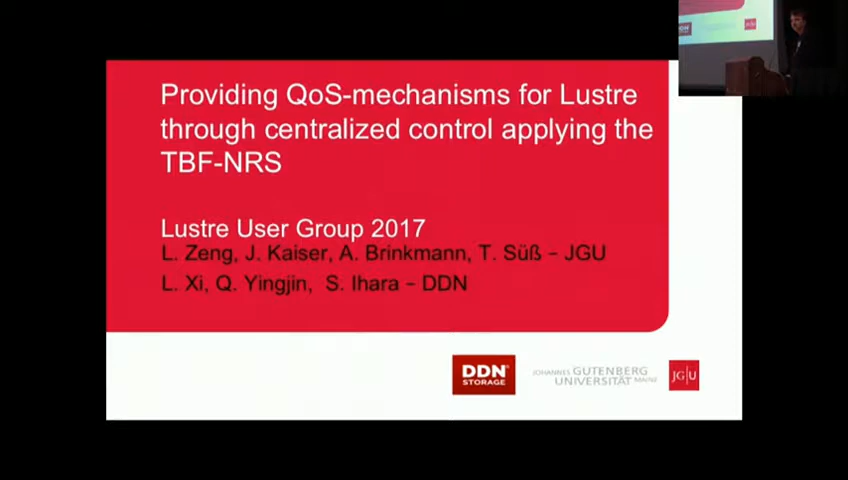 Providing QoS-mechanisms for Lustre
through centralized control applying the
TBF-NRS
Lustre User Group 2017
L. Zeng, J. Kaiser, A. Brinkmann, T. Süß – JGU
L. Xi, Q. Yingjin, S. Ihara – DDN
DDN
STORAGE
JOHANNES GUTENBERG
UNIVERSITÄT MAINZ
JG|U